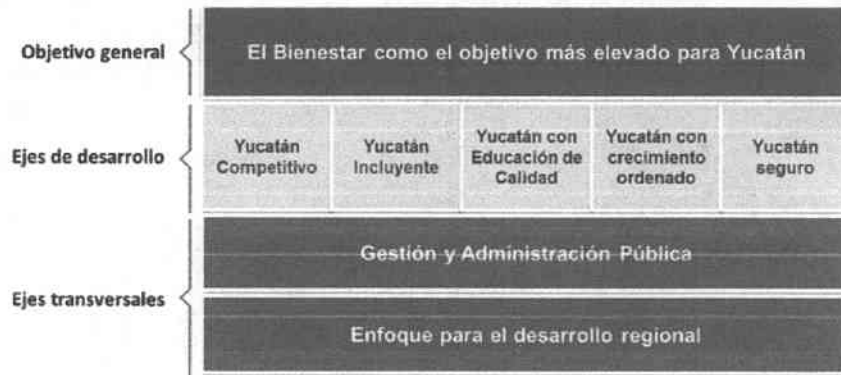 Objetivo general
El Bienestar como el objetivo más elevado para Yucatán
Ejes de desarrollo
Yucatán
Competitivo
Yucatán
Incluyente
Yucatán con
Educación de
Calidad
Yucatán con
crecimiento
ordenado
Yucatán
seguro
Ejes transversales
Gestión y Administración Pública
Enfoque para el desarrollo regional